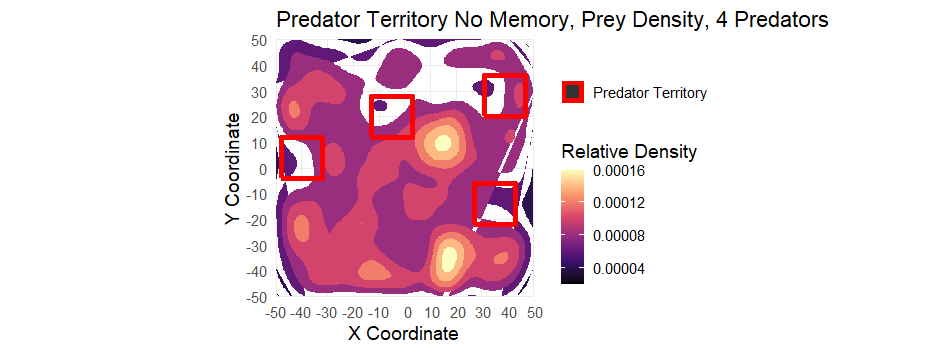 Predator Territory No Memory, Prey Density, 4 Predators
50
40
30
20
10
0
-10
-20
-30
-40
-50
Y Coordinate
-50 -40 -30 -20 -10 0 10 20 30 40 50
X Coordinate
Predator Territory
Relative Density
0.00016
0.00012
0.00008
0.00004